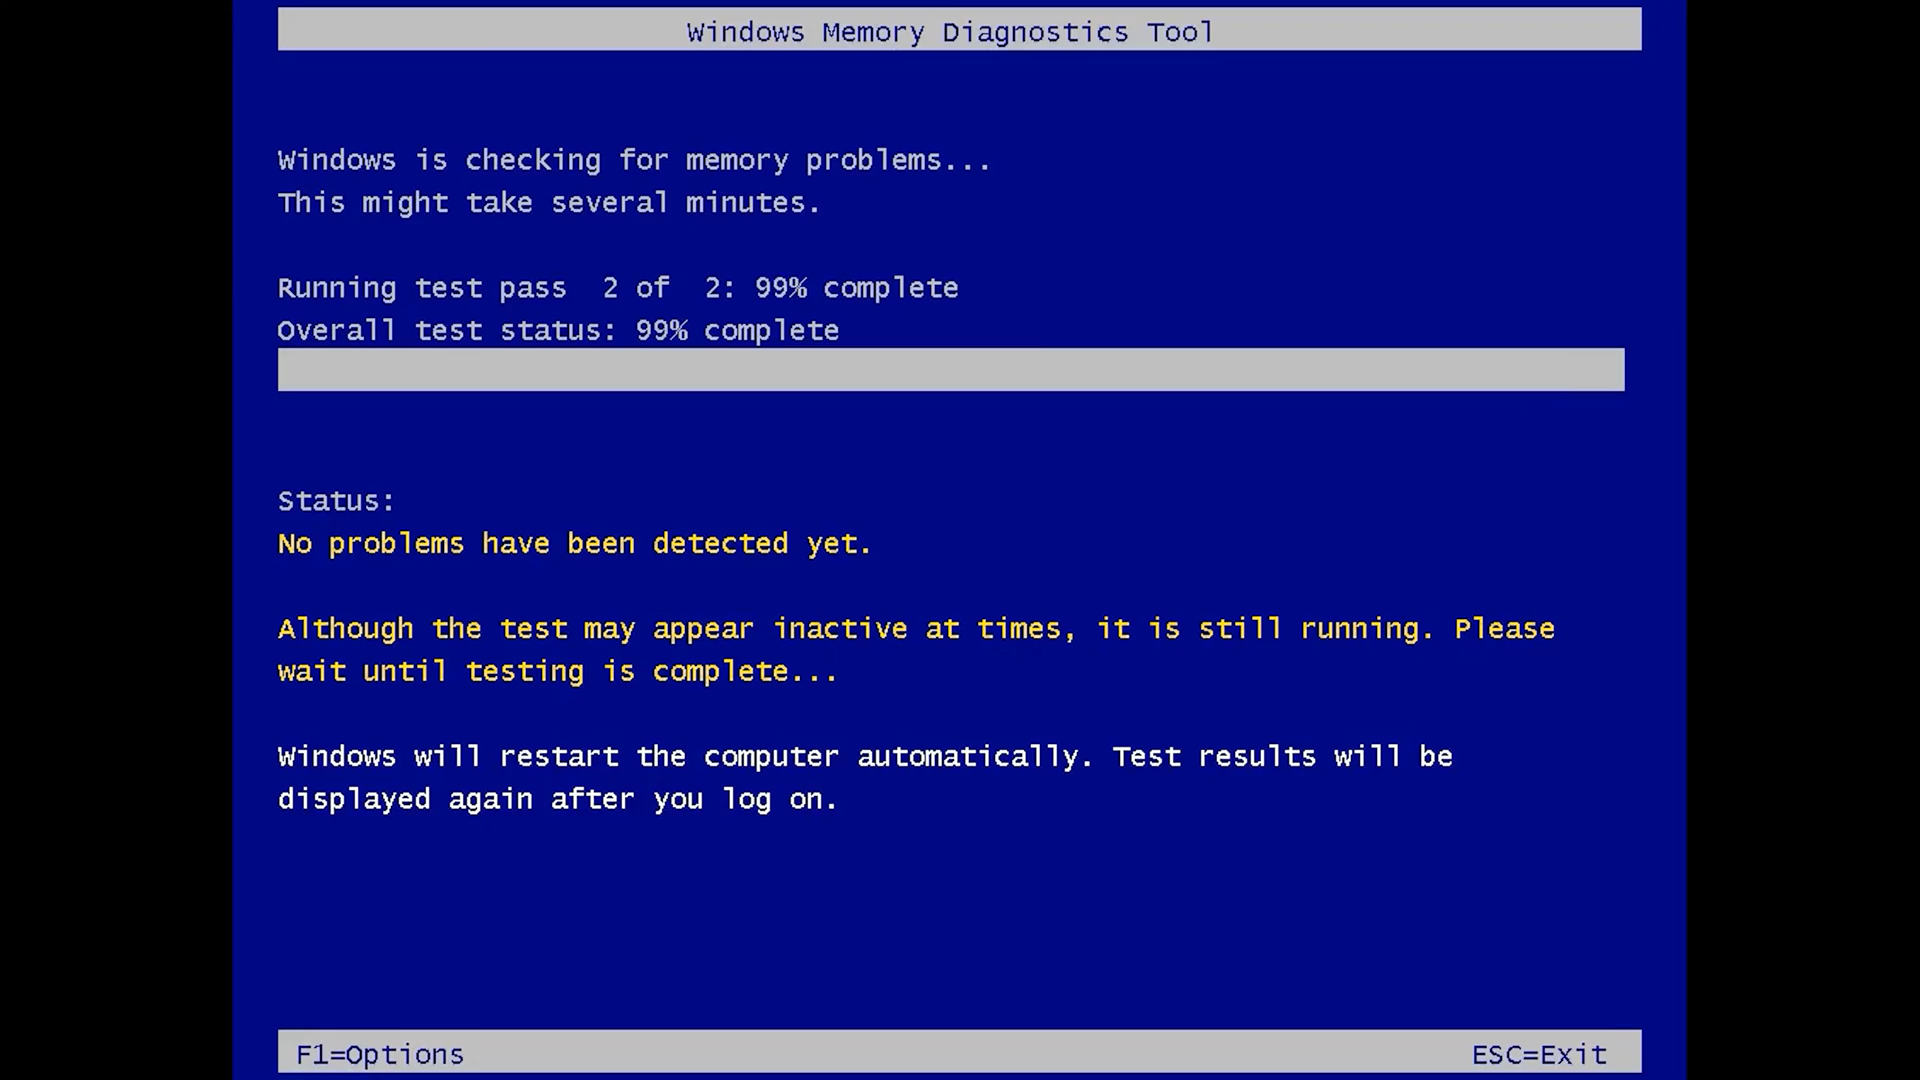 Windows Memory Diagnostics Tool
Windows is checking for memory problems...
This might take several minutes.
Running test pass  2 of  2: 99% complete
Overall test status: 99% complete
Status:
No problems have been detected yet.
Although the test may appear inactive at times, it is still running. Please
wait until testing is complete...
Windows will restart the computer automatically. Test results will be
displayed again after you log on.
F1=Options
ESC=Exit